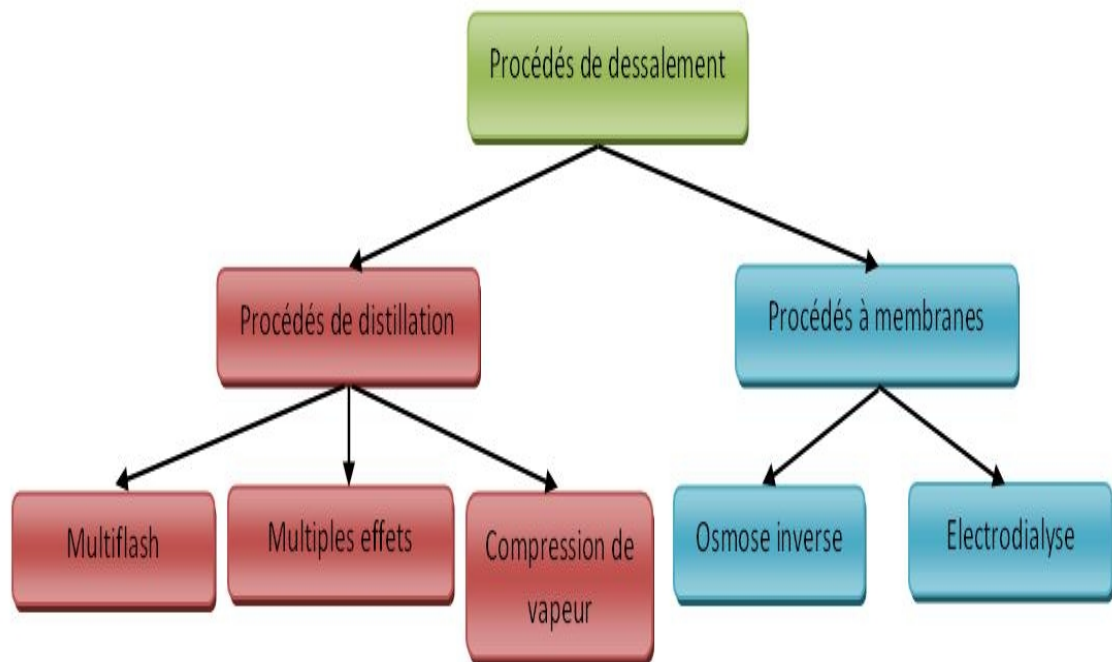 Procédés de dessalement
Procédés de distillation
Procédés à membranes
Multiflash
Multiples effets
Compression de
vapeur
Osmose inverse
Electrodialyse